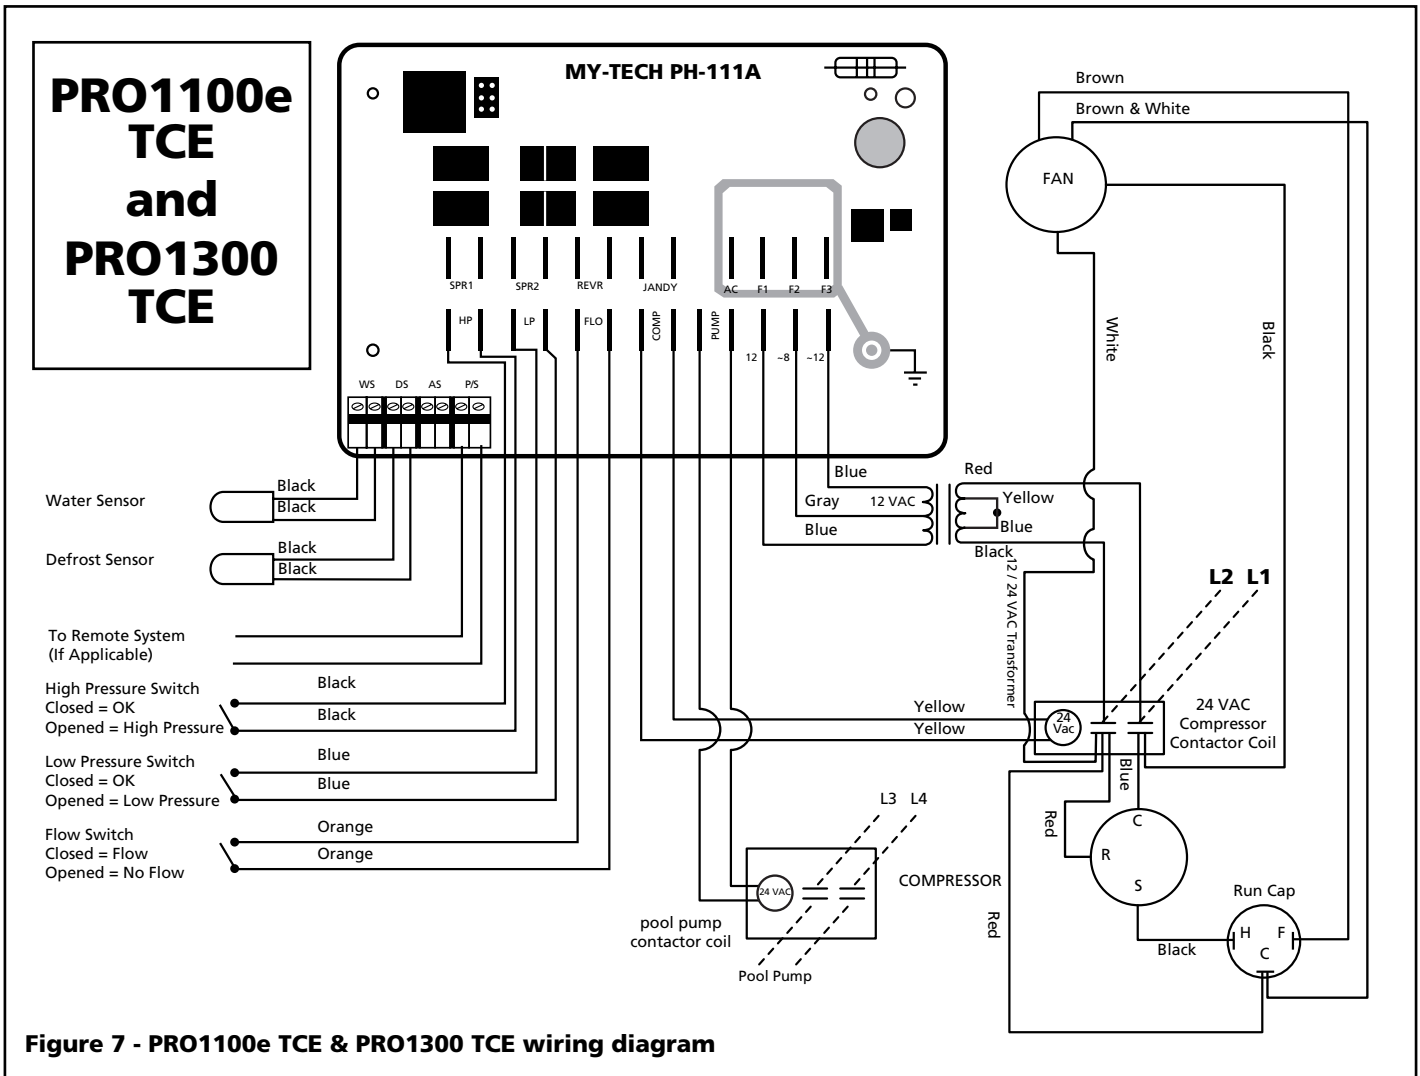 PRO1100e
TCE
and
PRO1300
TCE
MY-TECH PH-111A
SPR1
SPR2
REVR
JANDY
AC
F1
F2
F3
HP
LP
FLO
COMP
PUMP
12
~8
~12
WS
DS
AS
P/S
Brown
Brown & White
FAN
White
Black
Water Sensor
Black
Black
Defrost Sensor
Black
Black
To Remote System
(If Applicable)
High Pressure Switch
Closed = OK
Opened = High Pressure
Black
Black
Low Pressure Switch
Closed = OK
Opened = Low Pressure
Blue
Blue
Flow Switch
Closed = Flow
Opened = No Flow
Orange
Orange
Blue
Gray
12 VAC
Blue
Red
Yellow
Blue
Black
12 / 24 VAC Transformer
L2 L1
Yellow
Yellow
24
Vac
24 VAC
Compressor
Contactor Coil
Blue
Red
C
R
S
COMPRESSOR
L3 L4
24 VAC
pool pump
contactor coil
Pool Pump
Red
Black
Run Cap
H
F
C
Figure 7 - PRO1100e TCE & PRO1300 TCE wiring diagram